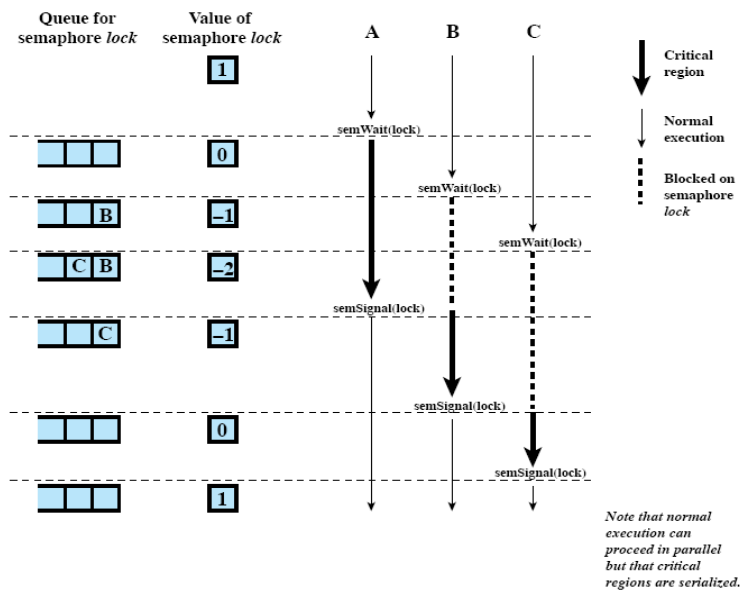 Queue for
semaphore lock
Value of
semaphore lock
A
B
C
1
Critical
region
semWait(lock)
Normal
execution
0
semWait(lock)
Blocked on
semaphore
lock
B
−1
semWait(lock)
C B
−2
semSignal(lock)
C
−1
semSignal(lock)
0
semSignal(lock)
1
Note that normal
execution can
proceed in parallel
but that critical
regions are serialized.